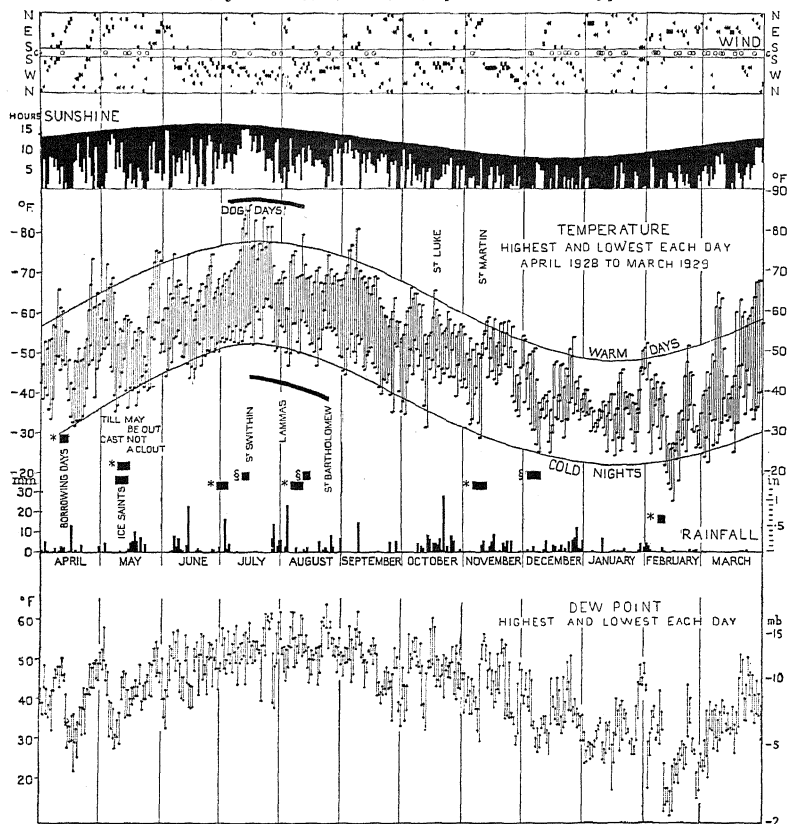 N
E
S
C
S
W
N
WIND
N
E
S
C
S
W
N
HOURS
SUNSHINE
15
10
5
°F
90
°F.
80
70
60
50
40
30
20
mm
30
20
10
0
DOG DAYS
TEMPERATURE
HIGHEST AND LOWEST EACH DAY
APRIL 1928 TO MARCH 1929
ST LUKE
ST MARTIN
WARM DAYS
COLD NIGHTS
80
70
60
50
40
30
20
in
1
.5
*
BORROWING DAYS
TILL MAY
BE OUT
CAST NOT
A CLOUT
*
ICE SAINTS
*
§
ST SWITHIN
LAMMAS
*
§
ST BARTHOLOMEW
*
§
*
RAINFALL
APRIL
MAY
JUNE
JULY
AUGUST
SEPTEMBER
OCTOBER
NOVEMBER
DECEMBER
JANUARY
FEBRUARY
MARCH
°F
60
50
40
30
20
DEW POINT
HIGHEST AND LOWEST EACH DAY
mb
15
10
5
2